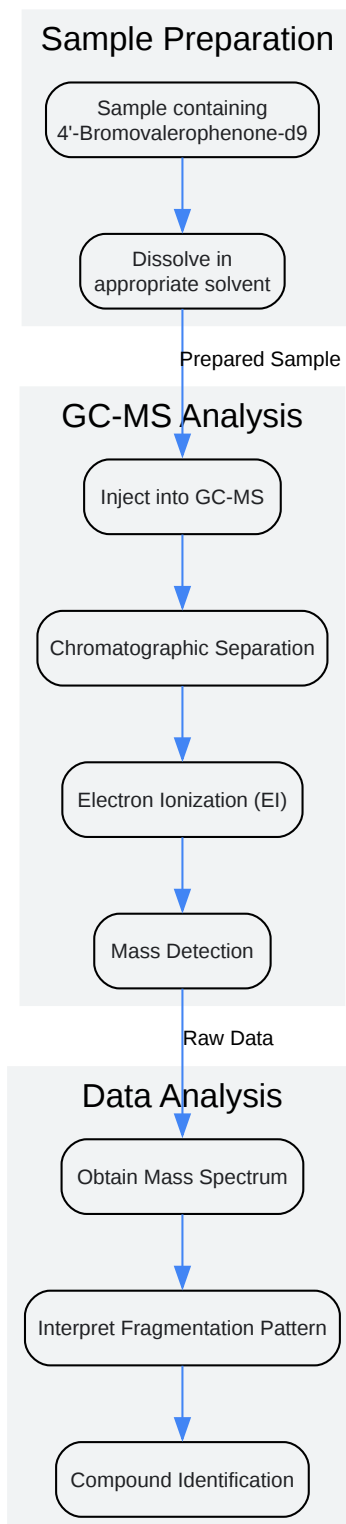 Sample Preparation
Sample containing
4'-Bromovalerophenone-d9
Dissolve in
appropriate solvent
Prepared Sample
GC-MS Analysis
Inject into GC-MS
Chromatographic Separation
Electron Ionization (EI)
Mass Detection
Raw Data
Data Analysis
Obtain Mass Spectrum
Interpret Fragmentation Pattern
Compound Identification